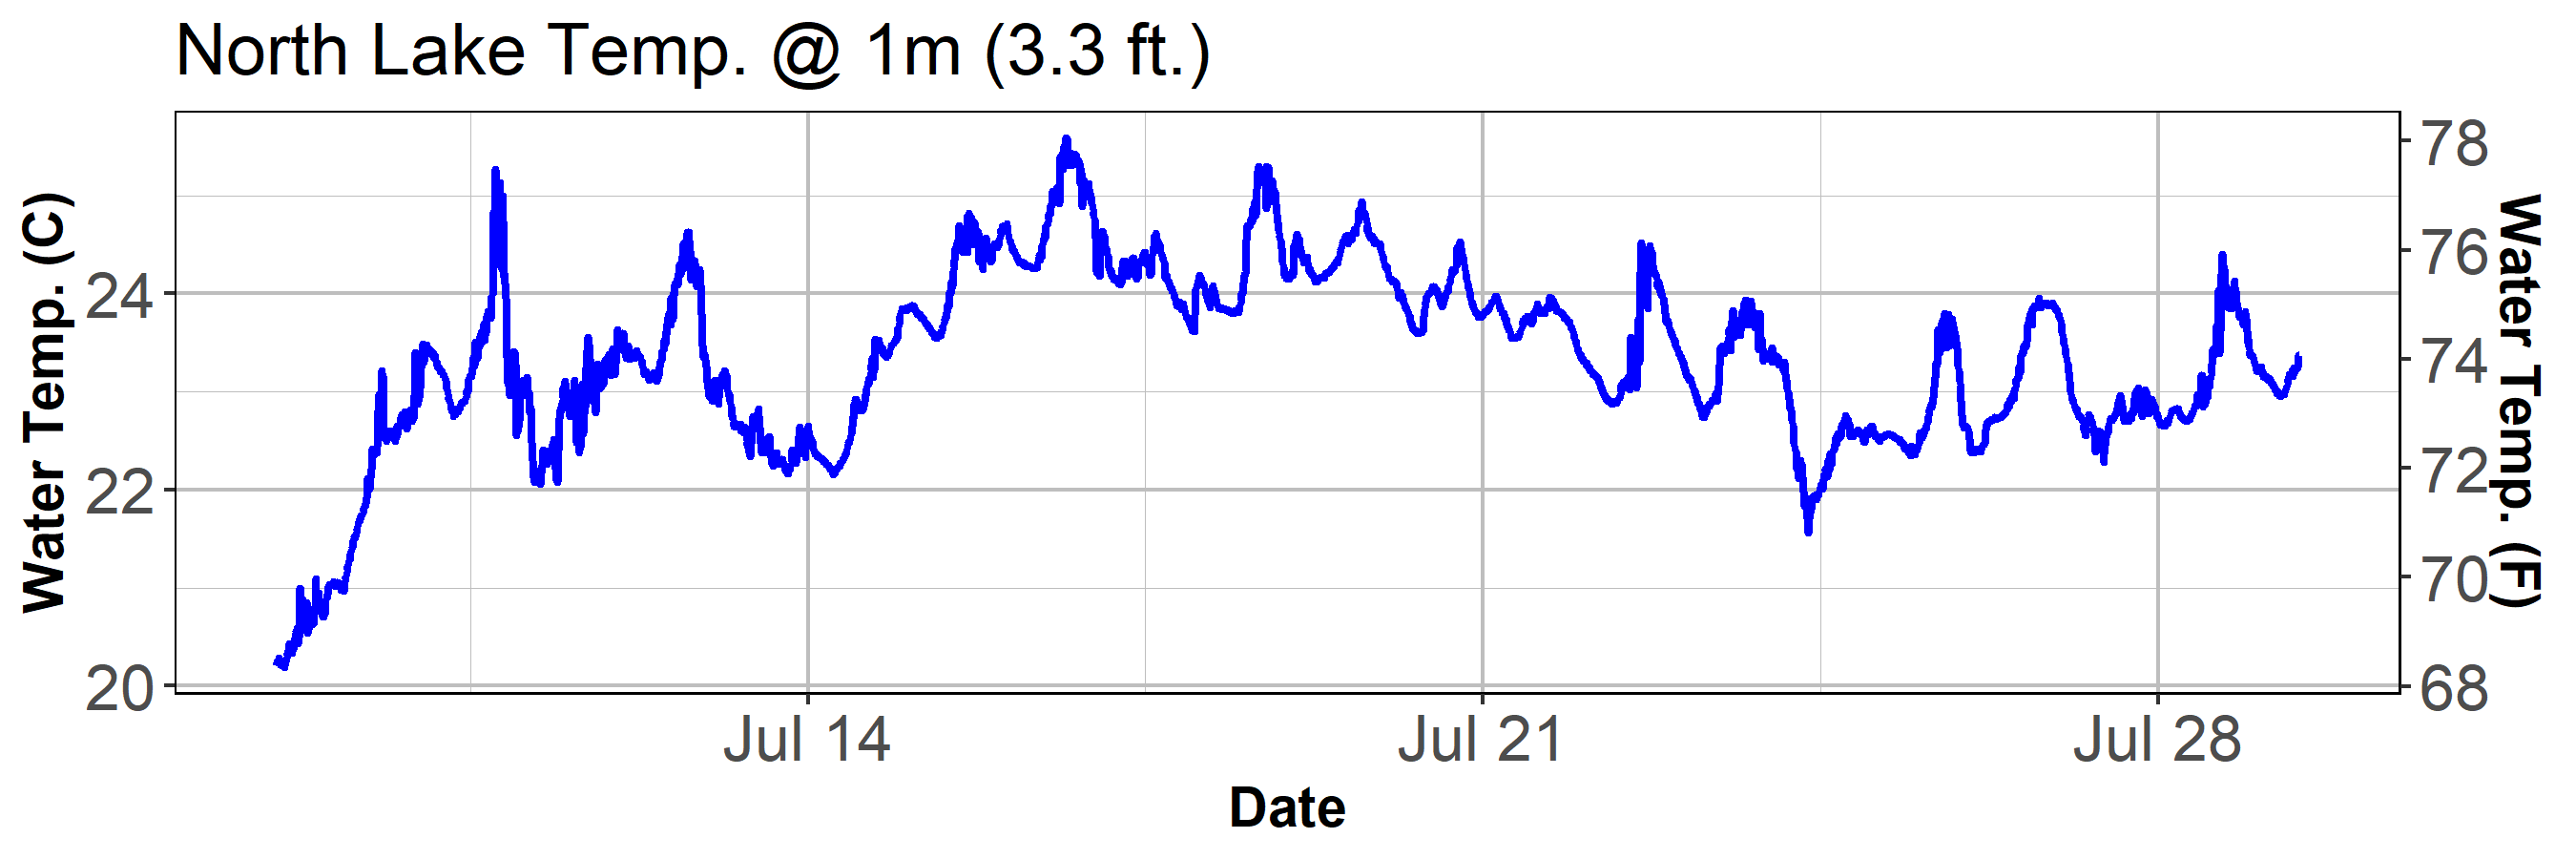 North Lake Temp. @ 1m (3.3 ft.)
Water Temp. (C)
24
22
20
78
76
74
72
70
68
Water Temp. (F)
Jul 14
Jul 21
Jul 28
Date